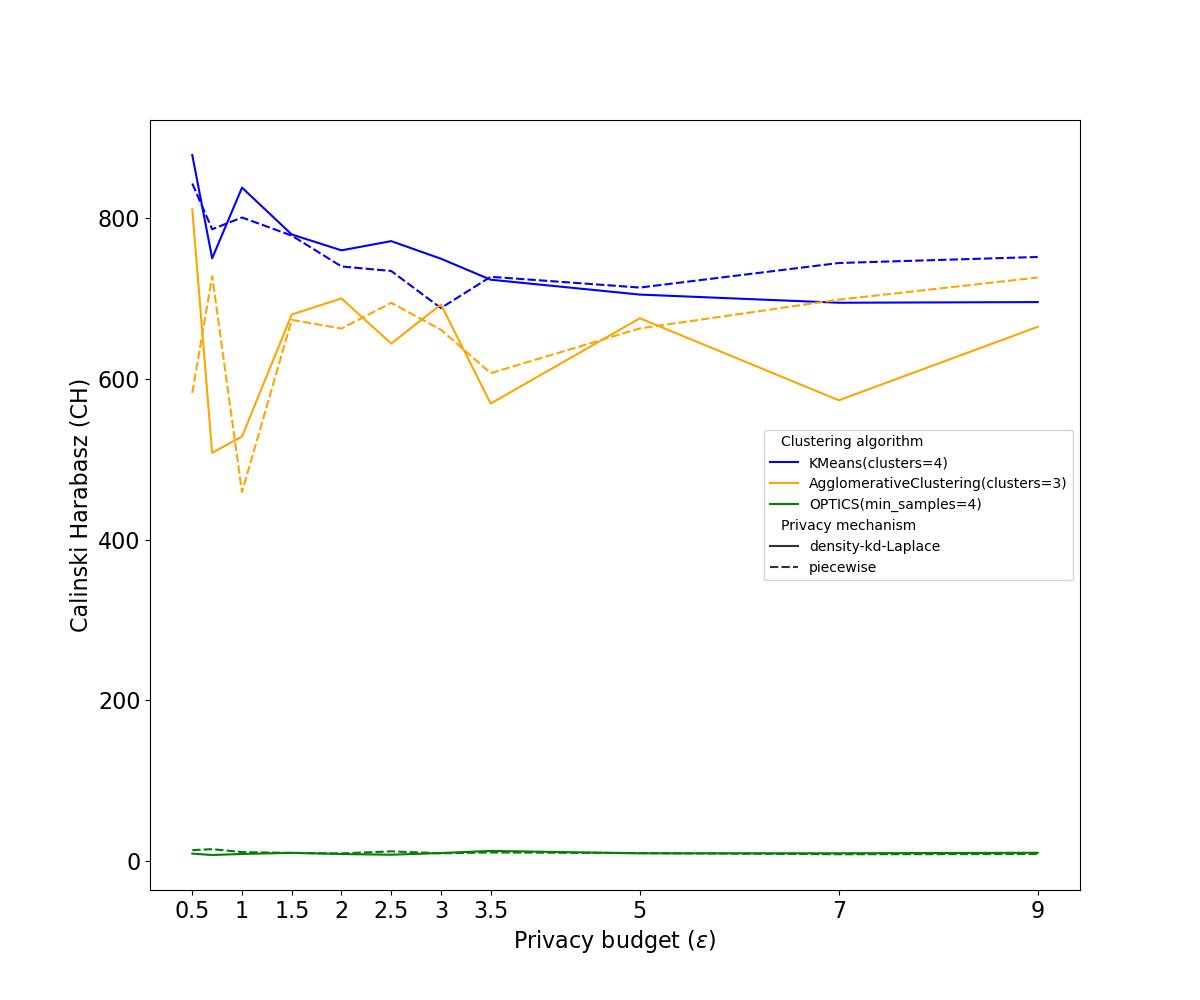 800
600
400
200
0
Calinski Harabasz (CH)
Clustering algorithm
KMeans(clusters=4)
AgglomerativeClustering(clusters=3)
OPTICS(min_samples=4)
Privacy mechanism
density-kd-Laplace
piecewise
0.5 1 1.5 2 2.5 3 3.5 5 7 9
Privacy budget (ε)